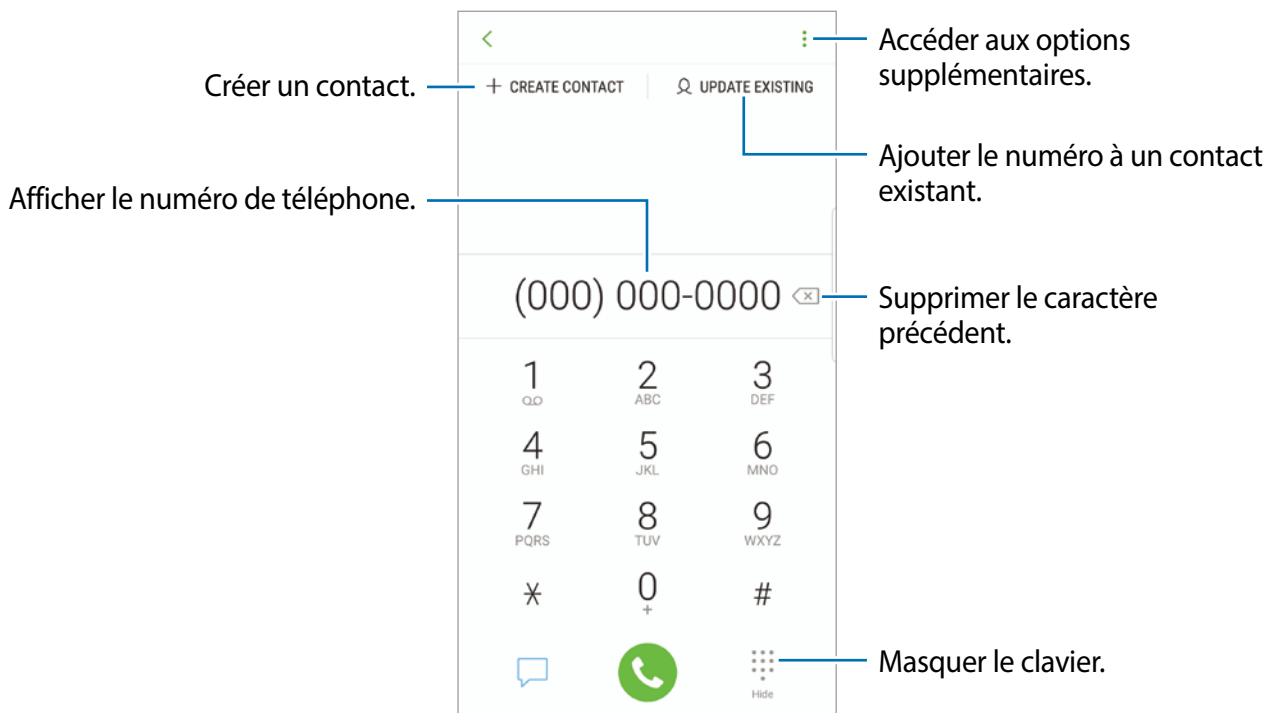 Accéder aux options
supplémentaires.
Créer un contact.
CREATE CONTACT
UPDATE EXISTING
Ajouter le numéro à un contact
existant.
Afficher le numéro de téléphone.
(000) 000-0000
Supprimer le caractère
précédent.
1 2 3
ABC DEF
4 5 6
GHI JKL MNO
7 8 9
PQRS TUV WXYZ
* 0 #
+
Masquer le clavier.
Hide